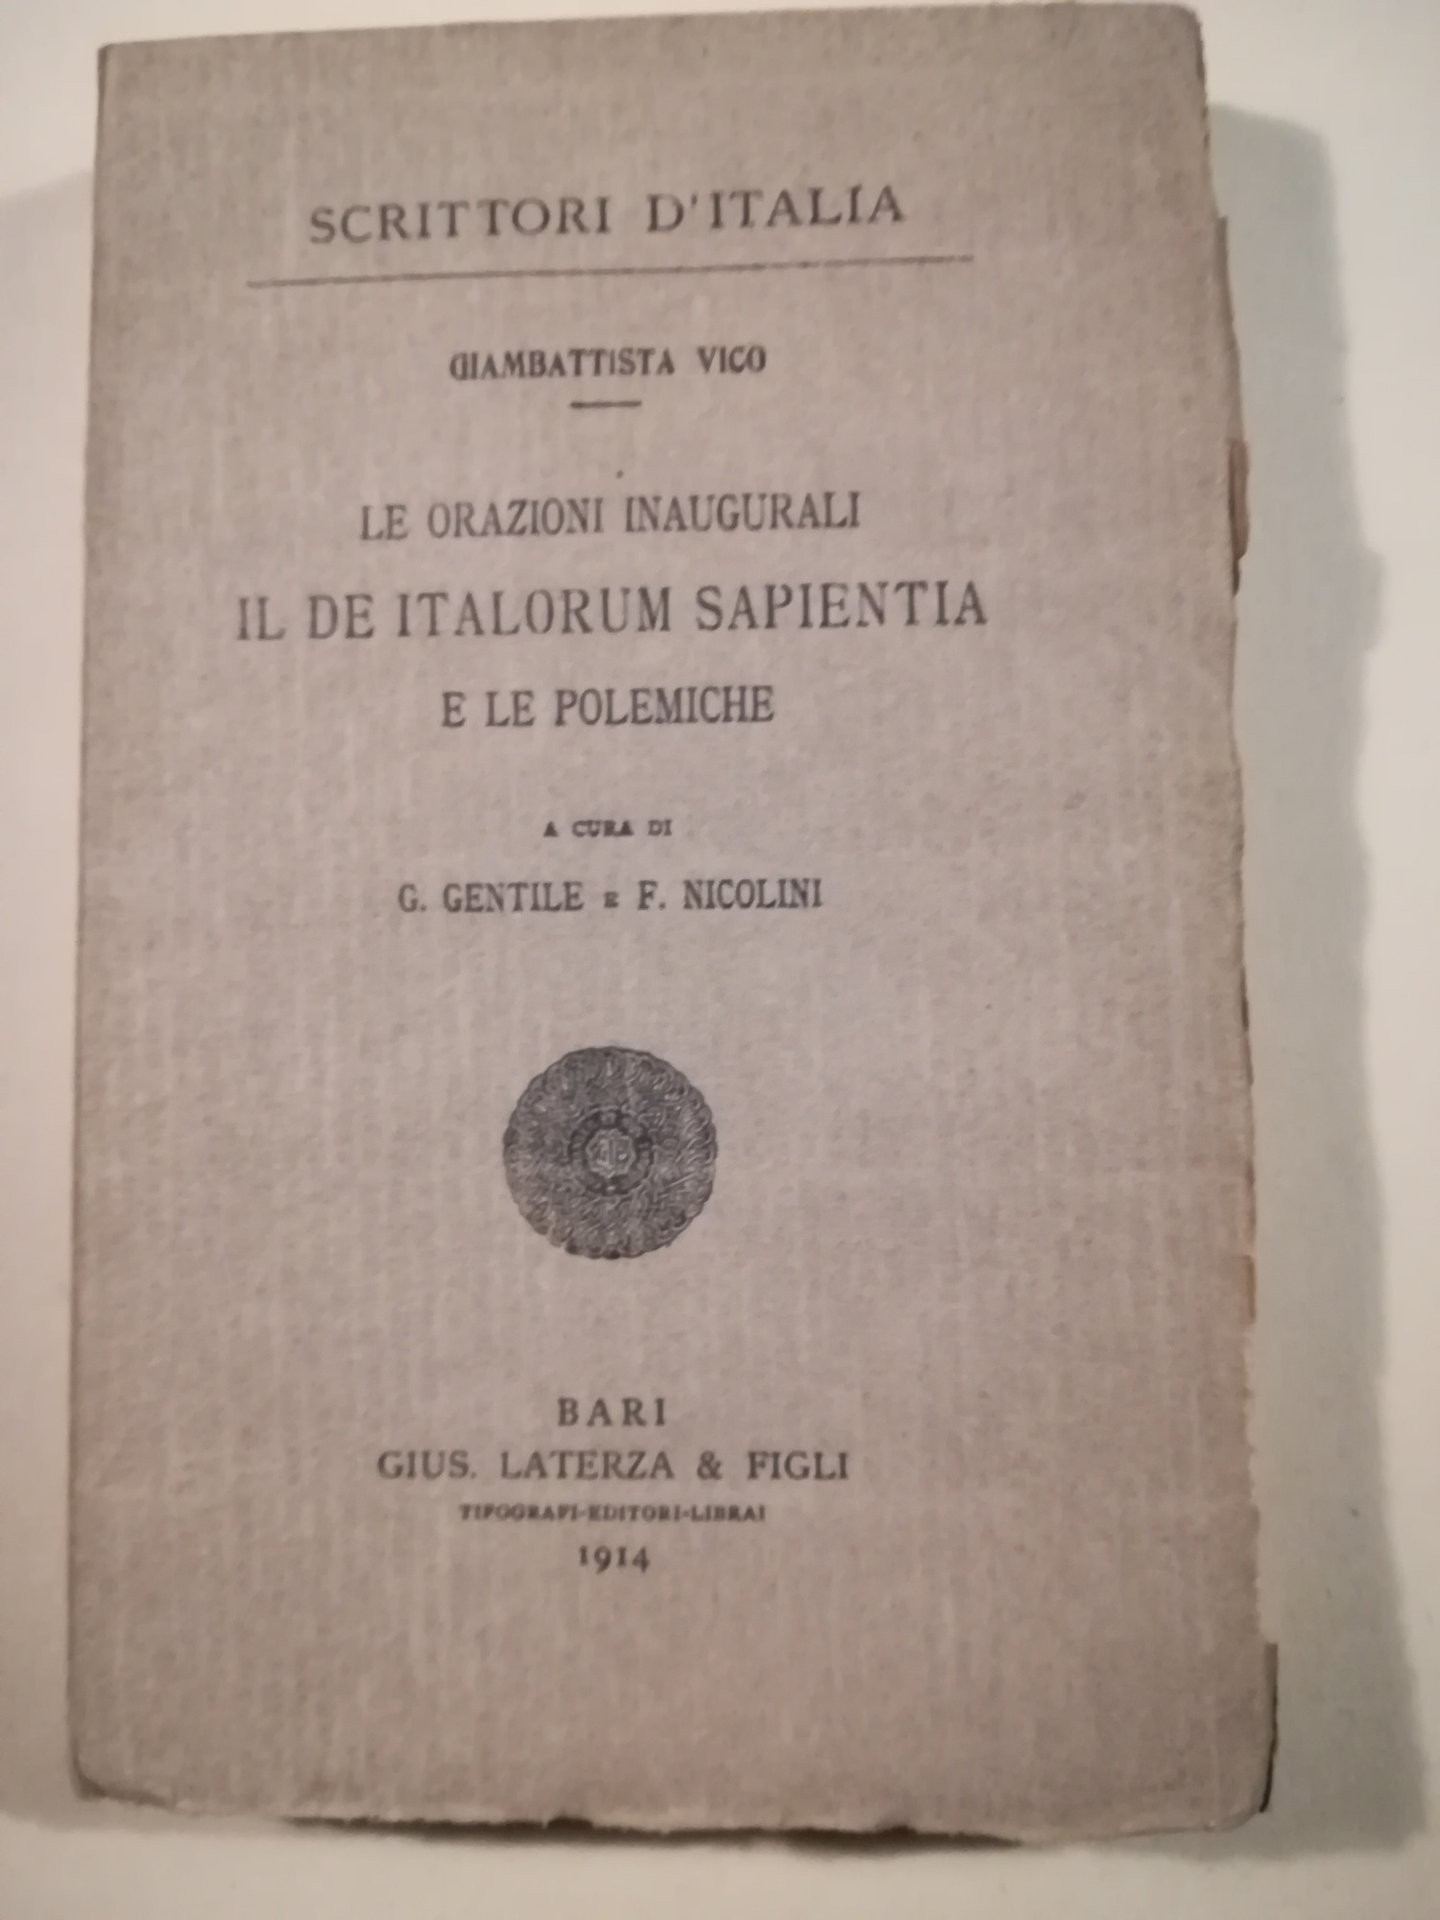 SCRITTORI D'ITALIA
GIAMBATTISTA VICO
LE ORAZIONI INAUGURALI
IL DE ITALORUM SAPIENTIA
E LE POLEMICHE
A CURA DI
G. GENTILE E F. NICOLINI
BARI
GIUS. LATERZA & FIGLI
TIPOGRAFI-EDITORI-LIBRAI
1914